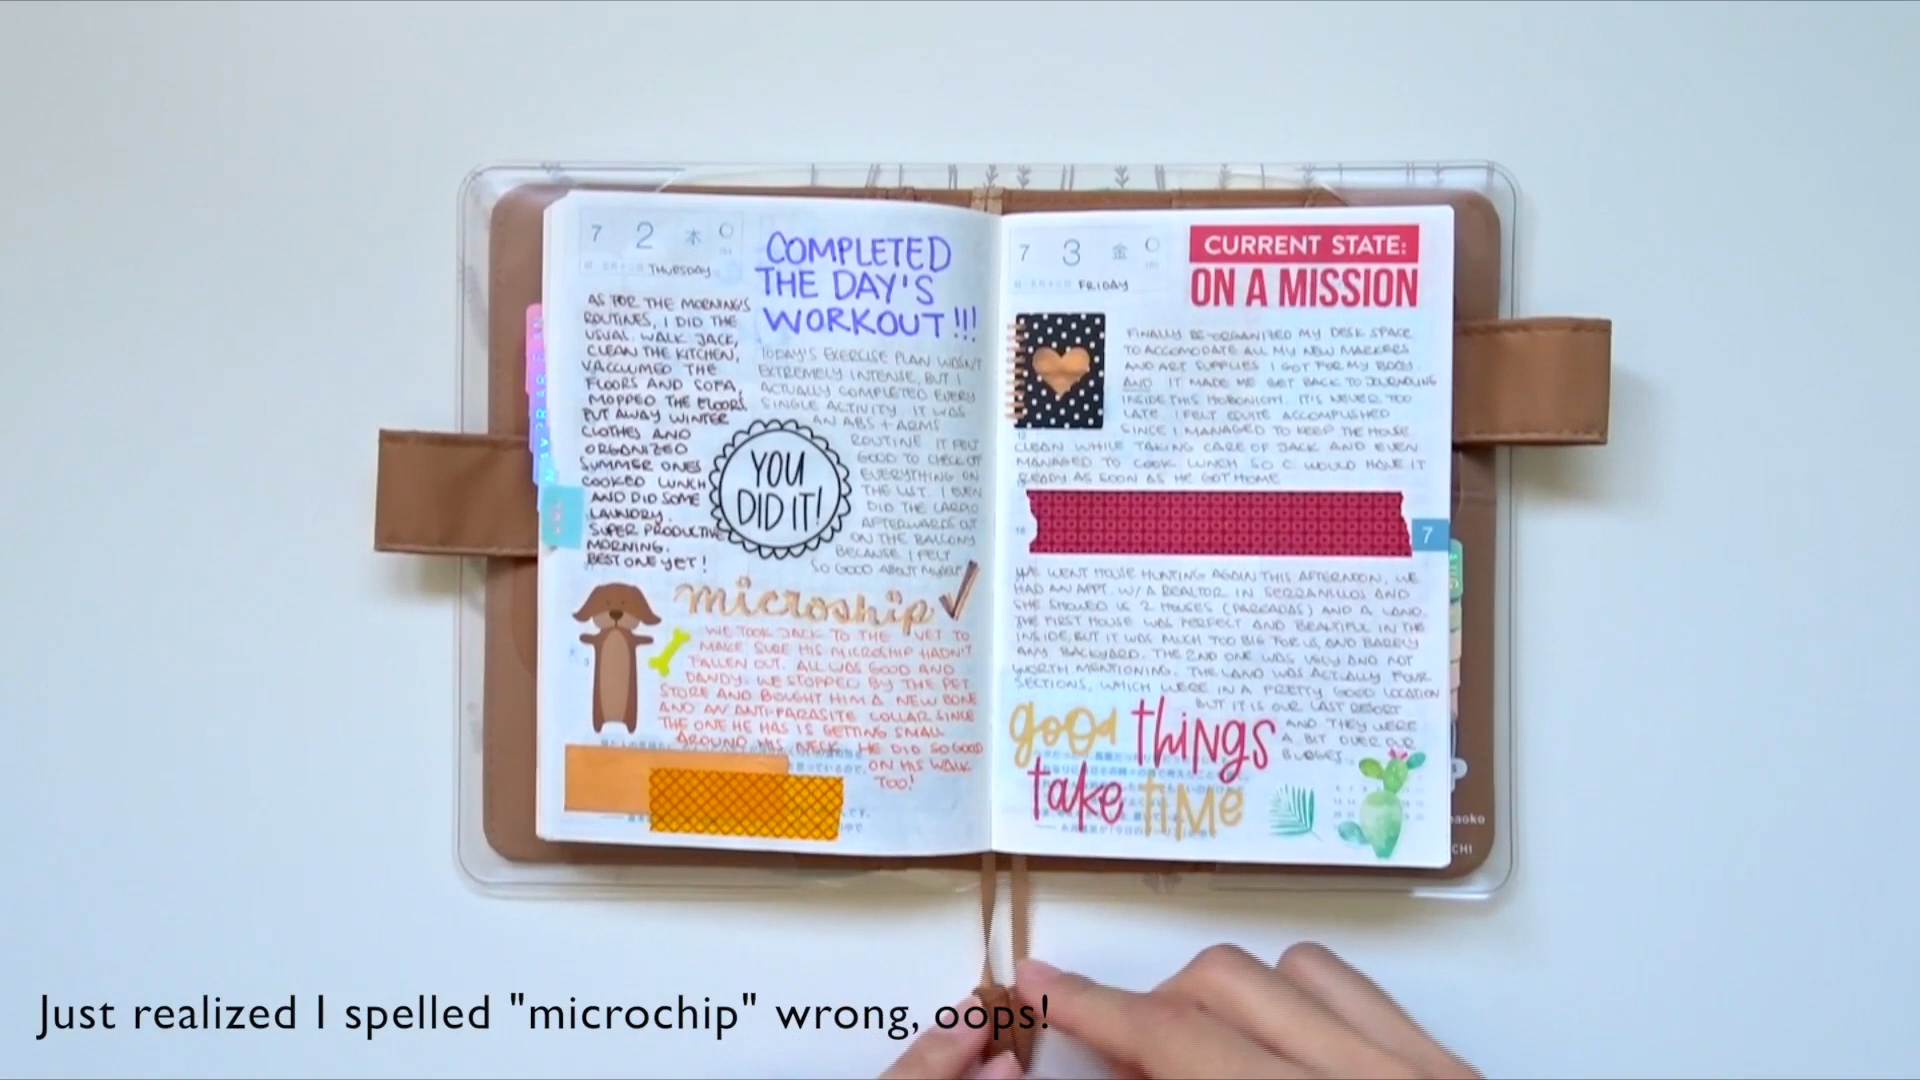 7 2 木
THURSDAY
AS FOR THE MORNING'S
ROUTINES, I DID THE
USUAL. WALK JACK,
CLEAN THE KITCHEN,
VACUUMED THE
FLOORS AND SOFA,
MOPPED THE FLOORS
PUT AWAY WINTER
CLOTHES AND
ORGANIZED
SUMMER ONES
COOKED LUNCH
AND DID SOME
LAUNDRY.
SUPER PRODUCTIVE
MORNING.
BEST ONE YET!
COMPLETED
THE DAY'S
WORKOUT!!!
TODAY'S EXERCISE PLAN WASN'T
EXTREMELY INTENSE, BUT I
ACTUALLY COMPLETED EVERY
SINGLE ACTIVITY. IT WAS
AN ABS + ARMS
ROUTINE IT FELT
GOOD TO CHECK OFF
EVERYTHING ON
THE LIST. I EVEN
DID THE CARDIO
AFTERWARDS OUT
ON THE BALCONY
BECAUSE I FELT
SO GOOD ABOUT MYSELF
YOU
DID IT!
microship
WE TOOK JACK TO THE VET TO
MAKE SURE HIS MICROSHIP HADN'T
FALLEN OUT. ALL WAS GOOD AND
DANDY. WE STOPPED BY THE PET
STORE AND BOUGHT HIM A NEW BONE
AND AN ANTI-PARASITE COLLAR SINCE
THE ONE HE HAS IS GETTING SMALL
AROUND HIS NECK. HE DID SO GOOD
ON HIS WALK
TOO!
7 3 金
FRIDAY
CURRENT STATE:
ON A MISSION
FINALLY RE-ORGANIZED MY DESK SPACE
TO ACCOMODATE ALL MY NEW MARKERS
AND ART SUPPLIES I GOT FOR MY BDAY.
AND IT MADE ME GET BACK TO JOURNALING
INSIDE THIS HOBONICHI. IT IS NEVER TOO
LATE. I FELT QUITE ACCOMPLISHED
SINCE I MANAGED TO KEEP THE HOUSE
CLEAN WHILE TAKING CARE OF JACK AND EVEN
MANAGED TO COOK LUNCH SO C. WOULD HAVE IT
READY AS SOON AS HE GOT HOME
7
WE WENT HOUSE HUNTING AGAIN THIS AFTERNOON, WE
HAD AN APPT. W/ A REALTOR IN SERRANILLOS AND
SHE SHOWED US 2 HOUSES (PAREADAS) AND A LAND.
THE FIRST HOUSE WAS PERFECT AND BEAUTIFUL IN THE
INSIDE, BUT IT WAS MUCH TOO BIG FOR US, AND BARELY
ANY BACKYARD. THE 2ND ONE WAS UGLY AND NOT
WORTH MENTIONING. THE LAND WAS ACTUALLY FOUR
SECTIONS, WHICH WERE IN A PRETTY GOOD LOCATION
BUT IT IS OUR LAST RESORT
AND THEY WERE
A BIT OVER OUR
BUDGET.
good things
take time
Just realized I spelled "microchip" wrong, oops!